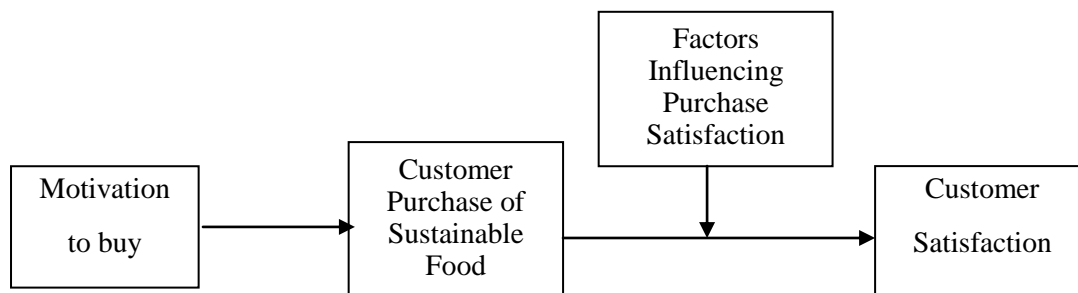 Factors
Influencing
Purchase
Satisfaction
Motivation
to buy
Customer
Purchase of
Sustainable
Food
Customer
Satisfaction